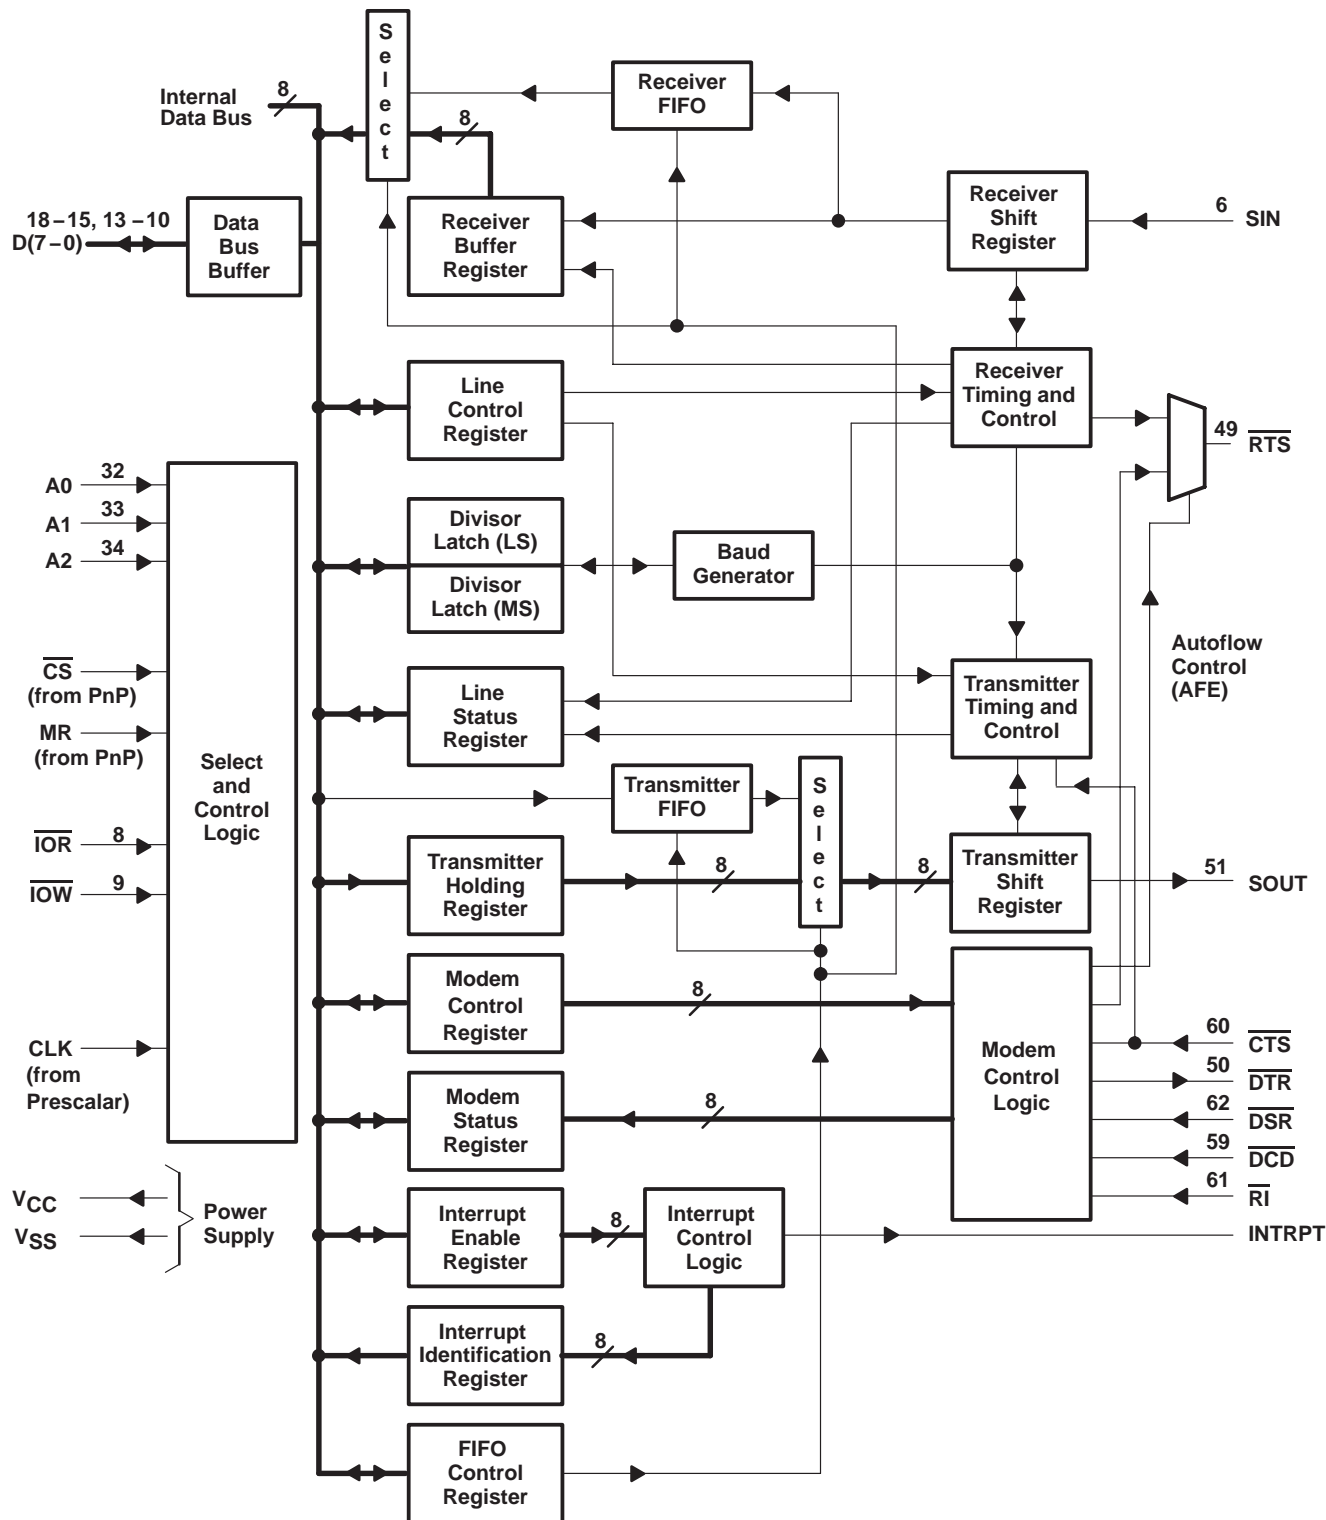 S
e
l
e
c
t
8
Internal
Data Bus
8
Receiver
FIFO
18–15, 13–10
D(7–0)
Data
Bus
Buffer
Receiver
Buffer
Register
Receiver
Shift
Register
6
SIN
Line
Control
Register
Receiver
Timing and
Control
49
RTS
A0
32
A1
33
A2
34
Divisor
Latch (LS)
Divisor
Latch (MS)
Baud
Generator
Autoflow
Control
(AFE)
CS
(from PnP)
MR
(from PnP)
Select
and
Control
Logic
Line
Status
Register
Transmitter
Timing and
Control
Transmitter
FIFO
S
e
l
e
c
t
IOR
8
IOW
9
Transmitter
Holding
Register
8
8
Transmitter
Shift
Register
51
SOUT
Modem
Control
Register
8
Modem
Control
Logic
60
CTS
50
DTR
62
DSR
59
DCD
61
RI
CLK
(from
Prescalar)
Modem
Status
Register
8
VCC
VSS
Power
Supply
Interrupt
Enable
Register
8
Interrupt
Control
Logic
INTRPT
Interrupt
Identification
Register
8
FIFO
Control
Register